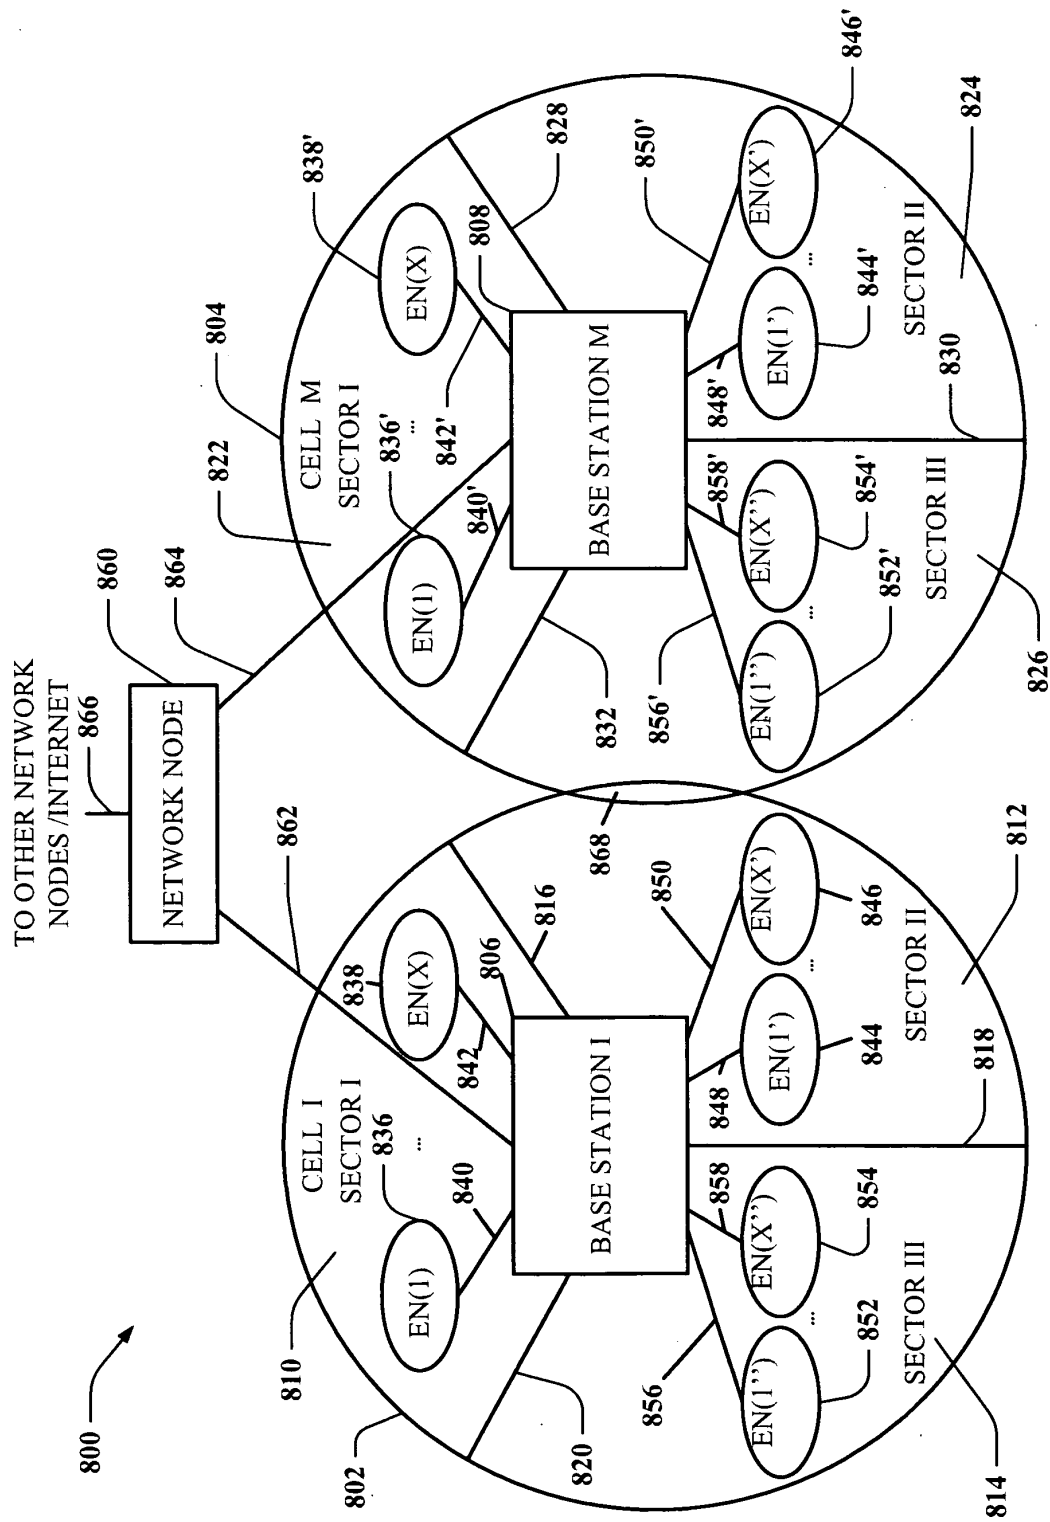 TO OTHER NETWORK
NODES /INTERNET
866
NETWORK NODE
860
864
862
800
802
810
CELL I
SECTOR I
836
...
EN(1)
840
838
EN(X)
842
806
BASE STATION I
816
820
856
858
848
850
EN(1'')
...
EN(X'')
852
854
SECTOR III
814
EN(1')
...
EN(X')
844
846
SECTOR II
812
818
868
804
822
CELL M
SECTOR I
836'
...
EN(1)
840'
838'
EN(X)
842'
808
BASE STATION M
828
832
856'
858'
848'
850'
EN(1'')
...
EN(X'')
852'
854'
SECTOR III
826
EN(1')
...
EN(X')
844'
846'
SECTOR II
824
830